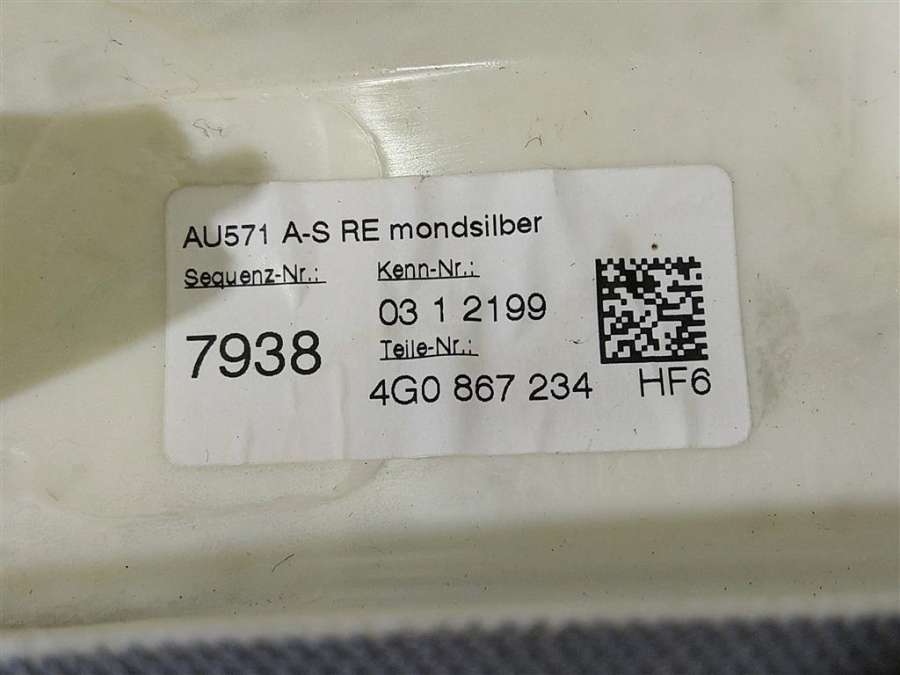 AU571 A-S RE mondsilber
Sequenz-Nr.: Kenn-Nr.:
03 1 2199
7938
Teile-Nr.:
4G0 867 234 HF6